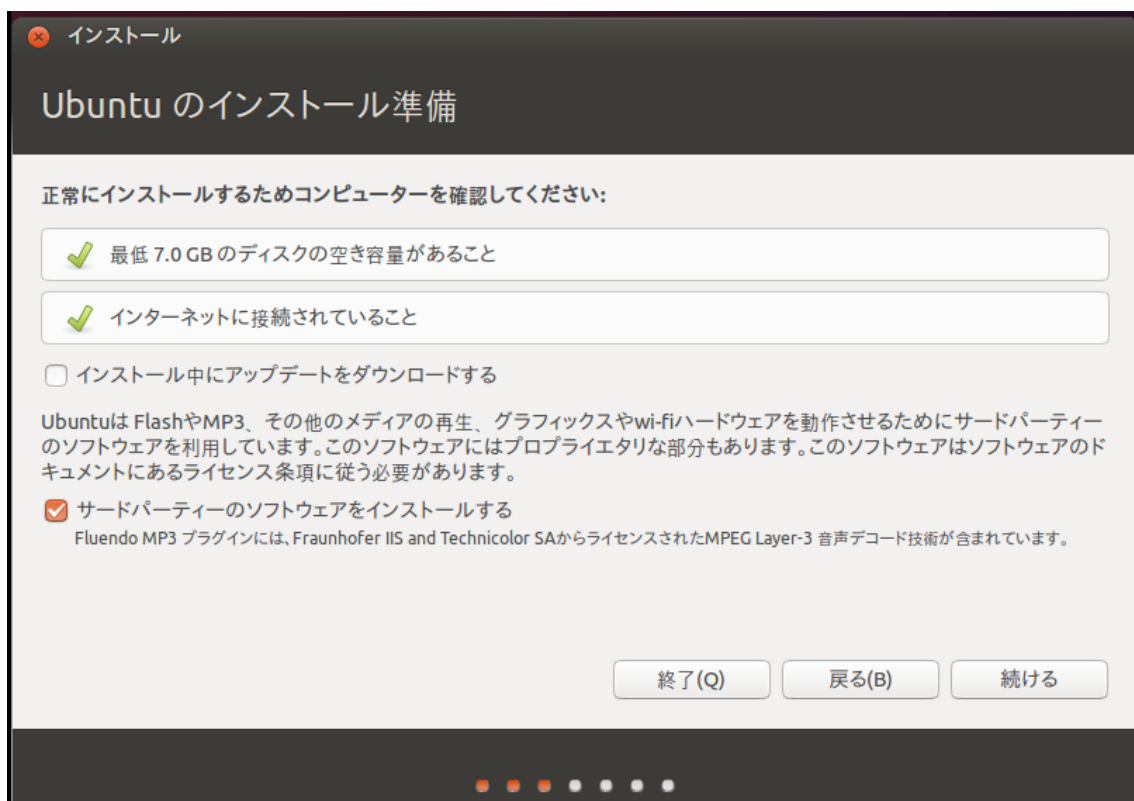 インストール
Ubuntu のインストール準備
正常にインストールするためコンピューターを確認してください:
最低 7.0 GB のディスクの空き容量があること
インターネットに接続されていること
インストール中にアップデートをダウンロードする
Ubuntuは FlashやMP3、その他のメディアの再生、グラフィックスやwi-fiハードウェアを動作させるためにサードパーティー
のソフトウェアを利用しています。このソフトウェアにはプロプライエタリな部分もあります。このソフトウェアはソフトウェアのド
キュメントにあるライセンス条項に従う必要があります。
サードパーティーのソフトウェアをインストールする
Fluendo MP3 プラグインには、Fraunhofer IIS and Technicolor SAからライセンスされたMPEG Layer-3 音声デコード技術が含まれています。
終了(Q) 戻る(B) 続ける